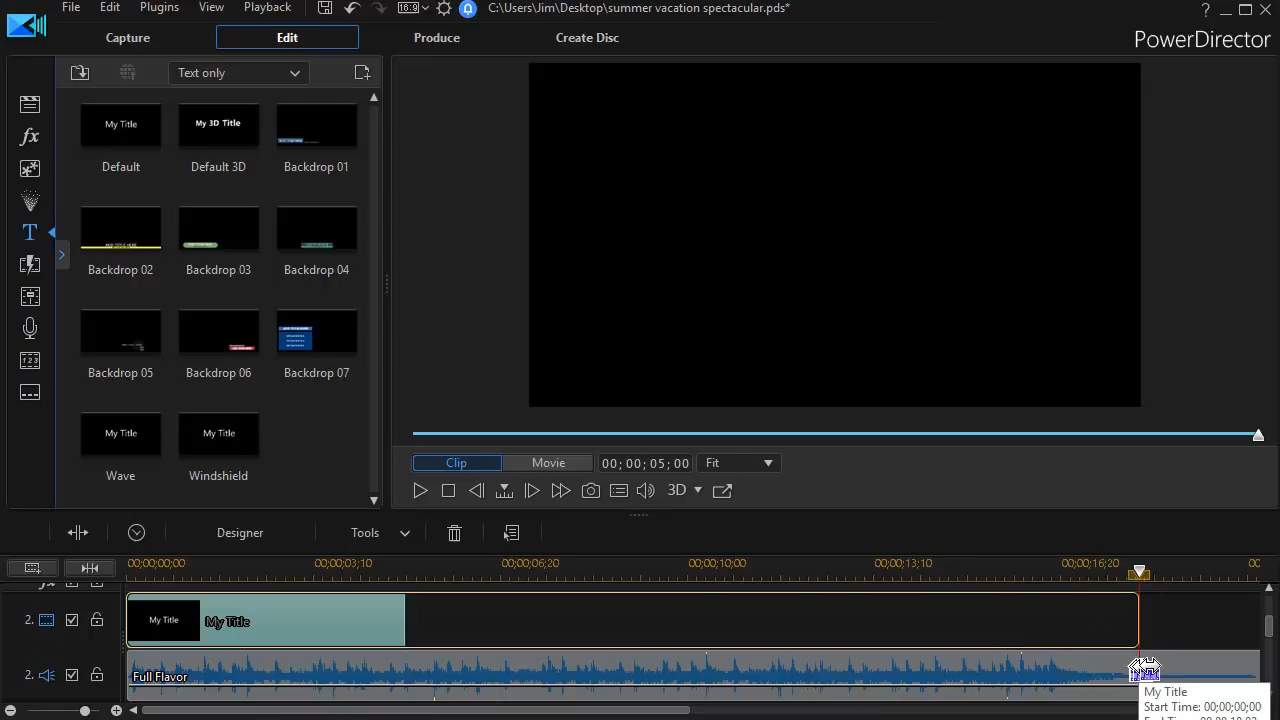 File Edit Plugins View Playback 16:9 C:\Users\Jim\Desktop\summer vacation spectacular.pds* ?
Capture Edit Produce Create Disc PowerDirector
Text only
My Title My 3D Title
Default Default 3D Backdrop 01
Backdrop 02 Backdrop 03 Backdrop 04
Backdrop 05 Backdrop 06 Backdrop 07
My Title My Title
Wave Windshield
Clip Movie 00; 00; 05; 00 Fit
3D
Designer Tools
00;00;00;00 00;00;03;10 00;00;06;20 00;00;10;00 00;00;13;10 00;00;16;20 00
fx
2. My Title My Title
2. Full Flavor
My Title
Start Time: 00;00;00;00